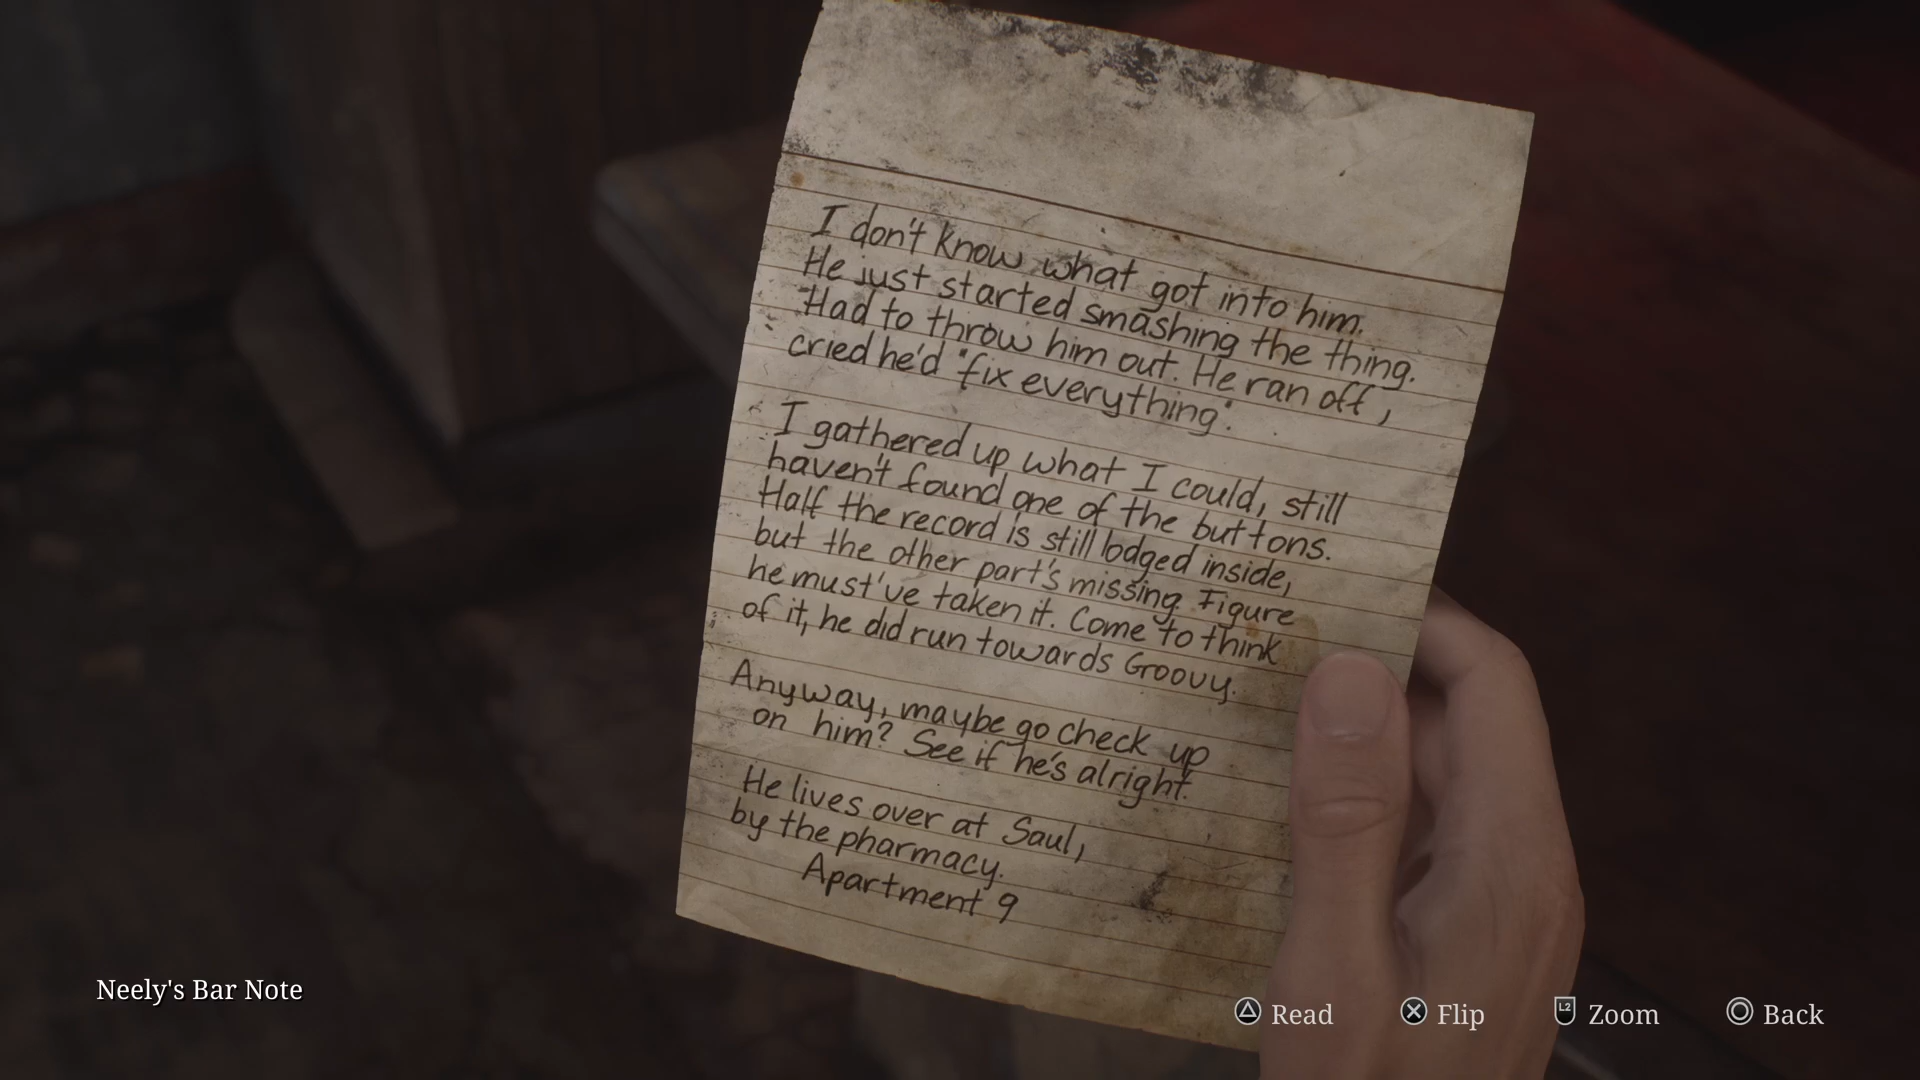 I don't know what got into him.
He just started smashing the thing.
Had to throw him out. He ran off,
cried he'd "fix everything".
I gathered up what I could, still
haven't found one of the buttons.
Half the record is still lodged inside,
but the other part's missing. Figure
he must've taken it. Come to think
of it, he did run towards Groovy.
Anyway, maybe go check up
on him? See if he's alright.
He lives over at Saul,
by the pharmacy.
Apartment 9
Neely's Bar Note
Read Flip L2 Zoom Back